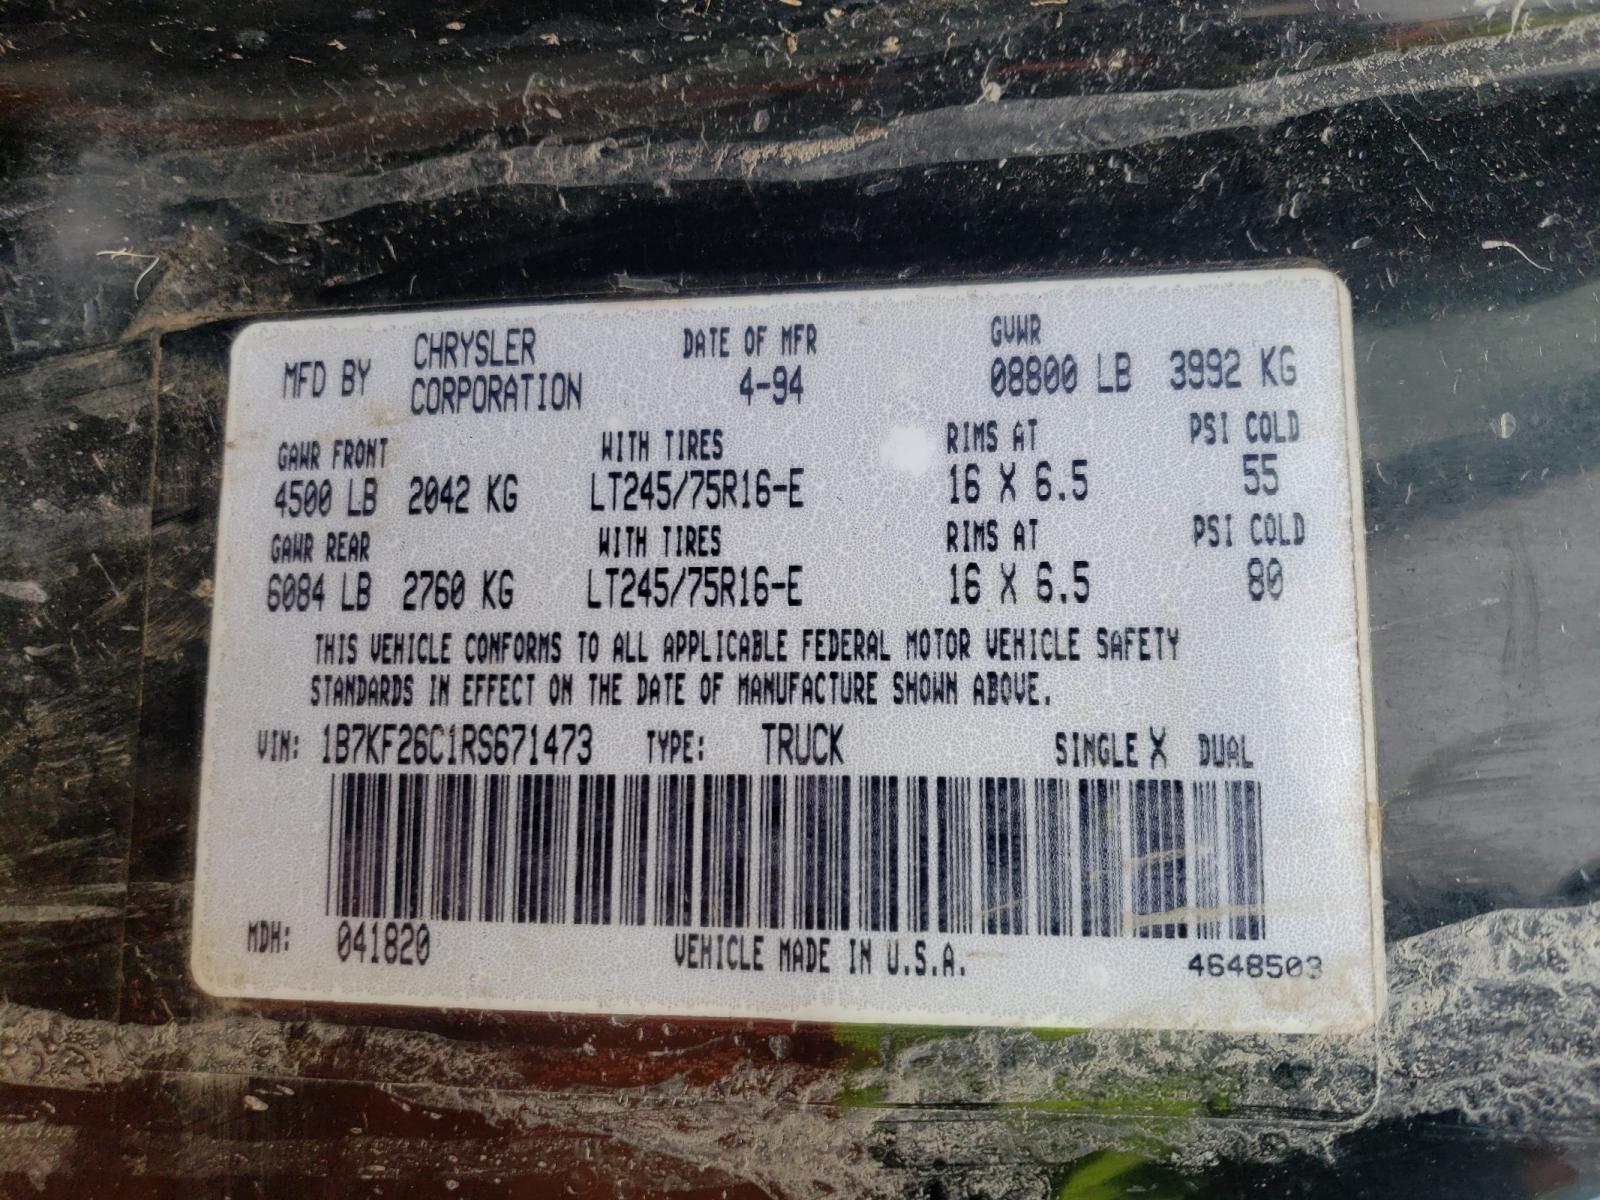 MFD BY CHRYSLER CORPORATION DATE OF MFR 4-94 GVWR 08800 LB 3992 KG
GAWR FRONT WITH TIRES RIMS AT PSI COLD
4500 LB 2042 KG LT245/75R16-E 16 X 6.5 55
GAWR REAR WITH TIRES RIMS AT PSI COLD
6084 LB 2760 KG LT245/75R16-E 16 X 6.5 80
THIS VEHICLE CONFORMS TO ALL APPLICABLE FEDERAL MOTOR VEHICLE SAFETY
STANDARDS IN EFFECT ON THE DATE OF MANUFACTURE SHOWN ABOVE.
VIN: 1B7KF26C1RS671473 TYPE: TRUCK SINGLE X DUAL
MDH: 041820 VEHICLE MADE IN U.S.A. 4648503